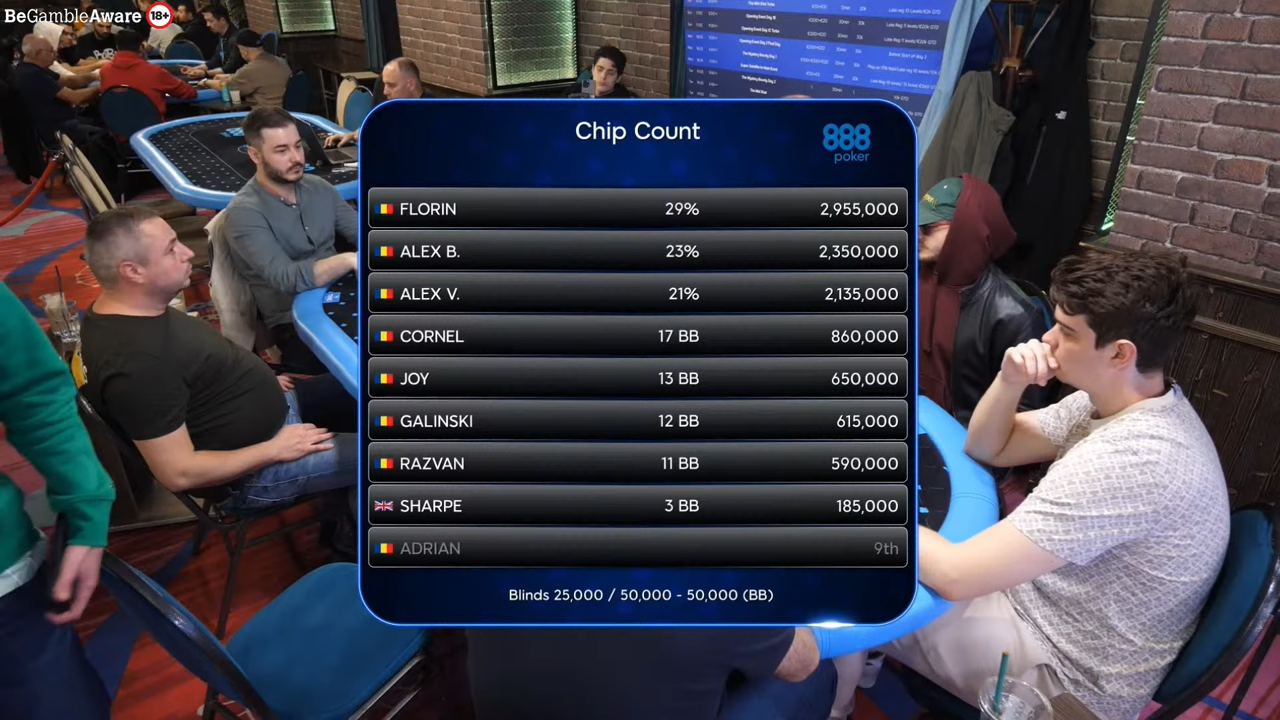 BeGambleAware 18+
Chip Count
888
poker
FLORIN 29% 2,955,000
ALEX B. 23% 2,350,000
ALEX V. 21% 2,135,000
CORNEL 17 BB 860,000
JOY 13 BB 650,000
GALINSKI 12 BB 615,000
RAZVAN 11 BB 590,000
SHARPE 3 BB 185,000
ADRIAN 9th
Blinds 25,000 / 50,000 - 50,000 (BB)